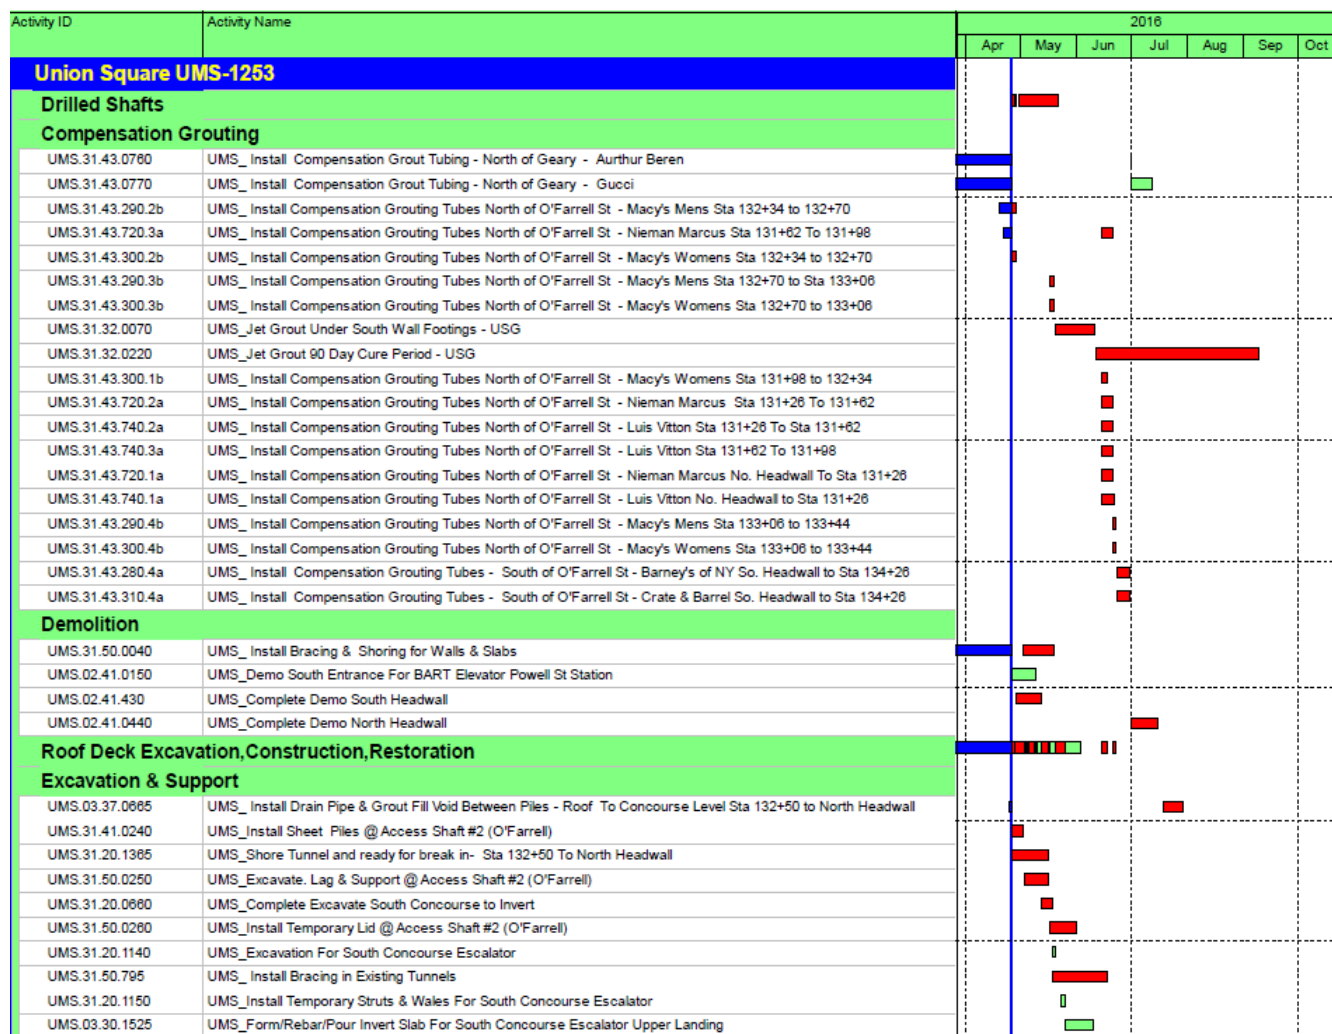 Activity ID Activity Name 2016
Apr May Jun Jul Aug Sep Oct
Union Square UMS-1253
Drilled Shafts
Compensation Grouting
UMS.31.43.0760 UMS_ Install Compensation Grout Tubing - North of Geary - Aurthur Beren
UMS.31.43.0770 UMS_ Install Compensation Grout Tubing - North of Geary - Gucci
UMS.31.43.290.2b UMS_ Install Compensation Grouting Tubes North of O'Farrell St - Macy's Mens Sta 132+34 to 132+70
UMS.31.43.720.3a UMS_ Install Compensation Grouting Tubes North of O'Farrell St - Nieman Marcus Sta 131+62 To 131+98
UMS.31.43.300.2b UMS_ Install Compensation Grouting Tubes North of O'Farrell St - Macy's Womens Sta 132+34 to 132+70
UMS.31.43.290.3b UMS_ Install Compensation Grouting Tubes North of O'Farrell St - Macy's Mens Sta 132+70 to Sta 133+06
UMS.31.43.300.3b UMS_ Install Compensation Grouting Tubes North of O'Farrell St - Macy's Womens Sta 132+70 to 133+06
UMS.31.32.0070 UMS_Jet Grout Under South Wall Footings - USG
UMS.31.32.0220 UMS_Jet Grout 90 Day Cure Period - USG
UMS.31.43.300.1b UMS_ Install Compensation Grouting Tubes North of O'Farrell St - Macy's Womens Sta 131+98 to 132+34
UMS.31.43.720.2a UMS_ Install Compensation Grouting Tubes North of O'Farrell St - Nieman Marcus Sta 131+26 To 131+62
UMS.31.43.740.2a UMS_ Install Compensation Grouting Tubes North of O'Farrell St - Luis Vitton Sta 131+26 To Sta 131+62
UMS.31.43.740.3a UMS_ Install Compensation Grouting Tubes North of O'Farrell St - Luis Vitton Sta 131+62 To 131+98
UMS.31.43.720.1a UMS_ Install Compensation Grouting Tubes North of O'Farrell St - Nieman Marcus No. Headwall To Sta 131+26
UMS.31.43.740.1a UMS_ Install Compensation Grouting Tubes North of O'Farrell St - Luis Vitton No. Headwall to Sta 131+26
UMS.31.43.290.4b UMS_ Install Compensation Grouting Tubes North of O'Farrell St - Macy's Mens Sta 133+06 to 133+44
UMS.31.43.300.4b UMS_ Install Compensation Grouting Tubes North of O'Farrell St - Macy's Womens Sta 133+06 to 133+44
UMS.31.43.280.4a UMS_ Install Compensation Grouting Tubes - South of O'Farrell St - Barney's of NY So. Headwall to Sta 134+26
UMS.31.43.310.4a UMS_ Install Compensation Grouting Tubes - South of O'Farrell St - Crate & Barrel So. Headwall to Sta 134+26
Demolition
UMS.31.50.0040 UMS_ Install Bracing & Shoring for Walls & Slabs
UMS.02.41.0150 UMS_Demo South Entrance For BART Elevator Powell St Station
UMS.02.41.430 UMS_Complete Demo South Headwall
UMS.02.41.0440 UMS_Complete Demo North Headwall
Roof Deck Excavation,Construction,Restoration
Excavation & Support
UMS.03.37.0665 UMS_ Install Drain Pipe & Grout Fill Void Between Piles - Roof To Concourse Level Sta 132+50 to North Headwall
UMS.31.41.0240 UMS_Install Sheet Piles @ Access Shaft #2 (O'Farrell)
UMS.31.20.1365 UMS_Shore Tunnel and ready for break in- Sta 132+50 To North Headwall
UMS.31.50.0250 UMS_Excavate. Lag & Support @ Access Shaft #2 (O'Farrell)
UMS.31.20.0660 UMS_Complete Excavate South Concourse to Invert
UMS.31.50.0260 UMS_Install Temporary Lid @ Access Shaft #2 (O'Farrell)
UMS.31.20.1140 UMS_Excavation For South Concourse Escalator
UMS.31.50.795 UMS_ Install Bracing in Existing Tunnels
UMS.31.20.1150 UMS_Install Temporary Struts & Wales For South Concourse Escalator
UMS.03.30.1525 UMS_Form/Rebar/Pour Invert Slab For South Concourse Escalator Upper Landing